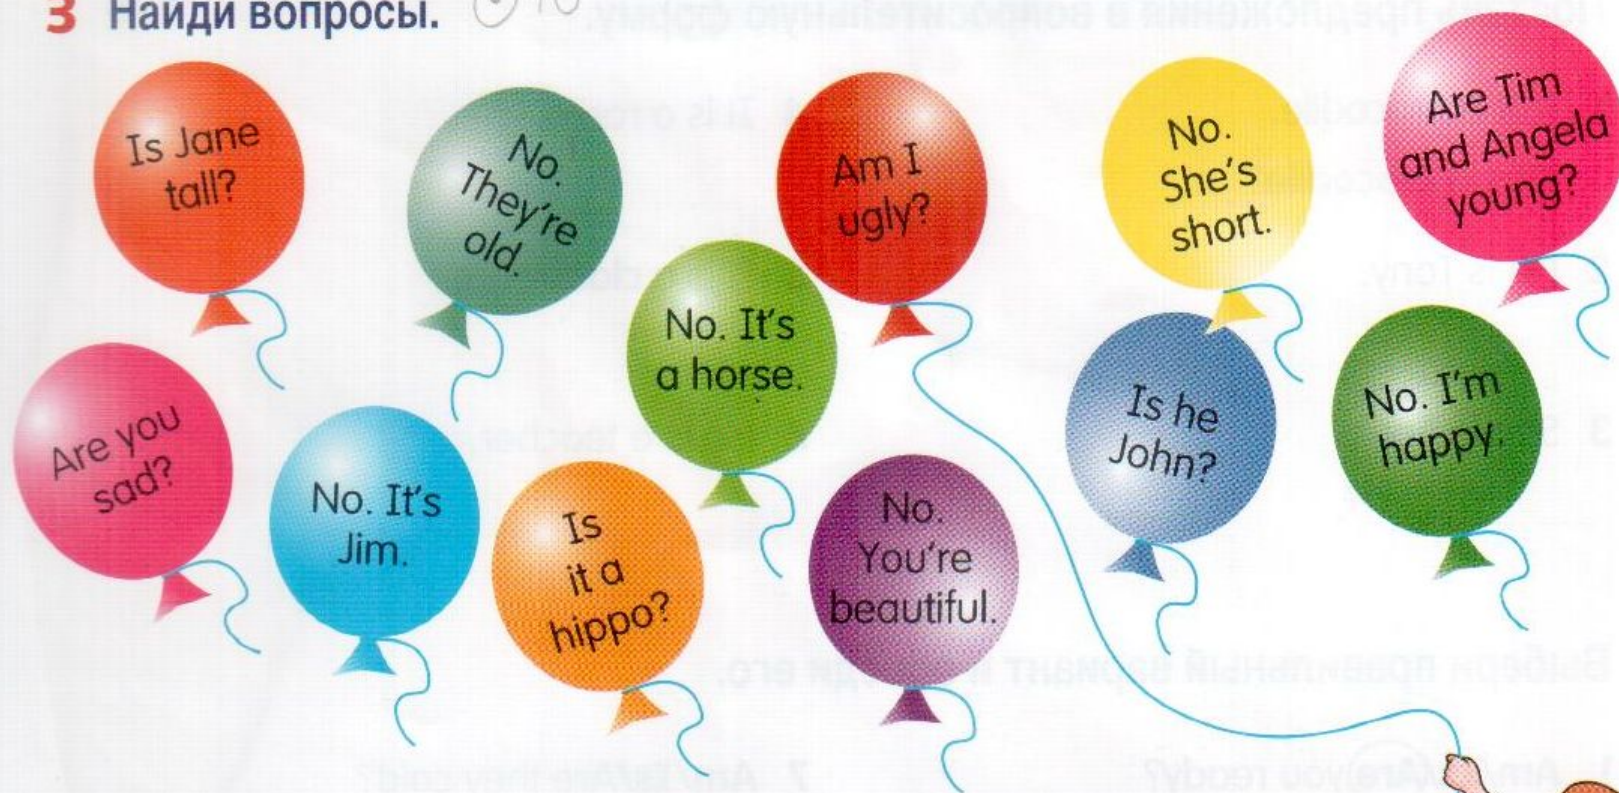 3 Найди вопросы.
Is Jane
tall?
No.
They're
old.
Am I
ugly?
No.
She's
short.
Are Tim
and Angela
young?
No. It's
a horse.
Is he
John?
No. I'm
happy.
Are you
sad?
No. It's
Jim.
Is
it a
hippo?
No.
You're
beautiful.